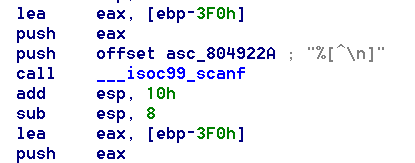 lea eax, [ebp-3F0h]
push eax
push offset asc_804922A ; "%[^\n]"
call ___isoc99_scanf
add esp, 10h
sub esp, 8
lea eax, [ebp-3F0h]
push eax